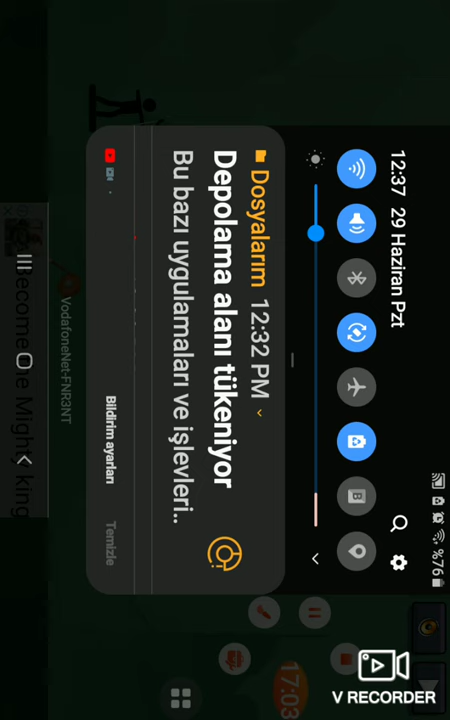 %76
12:37 29 Haziran Pzt
Dosyalarım 12:32 PM
Depolama alanı tükeniyor
Bu bazı uygulamaları ve işlevleri..
Bildirim ayarları
Temizle
VodafoneNet-FNR3NT
Become The Mighty king
17:03
V RECORDER